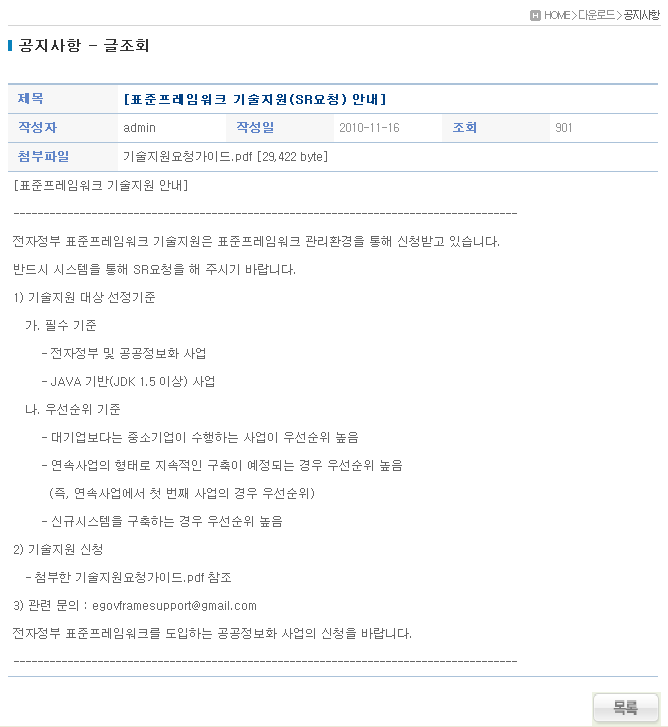 H HOME>다운로드>공지사항
공지사항 - 글조회
제목 [표준프레임워크 기술지원(SR요청) 안내]
작성자 admin 작성일 2010-11-16 조회 901
첨부파일 기술지원요청가이드.pdf [29,422 byte]
[표준프레임워크 기술지원 안내]
------------------------------------------------------------------------------------
전자정부 표준프레임워크 기술지원은 표준프레임워크 관리환경을 통해 신청받고 있습니다.
반드시 시스템을 통해 SR요청을 해 주시기 바랍니다.
1) 기술지원 대상 선정기준
가. 필수 기준
- 전자정부 및 공공정보화 사업
- JAVA 기반(JDK 1.5 이상) 사업
나. 우선순위 기준
- 대기업보다는 중소기업이 수행하는 사업이 우선순위 높음
- 연속사업의 형태로 지속적인 구축이 예정되는 경우 우선순위 높음
(즉, 연속사업에서 첫 번째 사업의 경우 우선순위)
- 신규시스템을 구축하는 경우 우선순위 높음
2) 기술지원 신청
- 첨부한 기술지원요청가이드.pdf 참조
3) 관련 문의 : egovframesupport@gmail.com
전자정부 표준프레임워크를 도입하는 공공정보화 사업의 신청을 바랍니다.
------------------------------------------------------------------------------------
목록